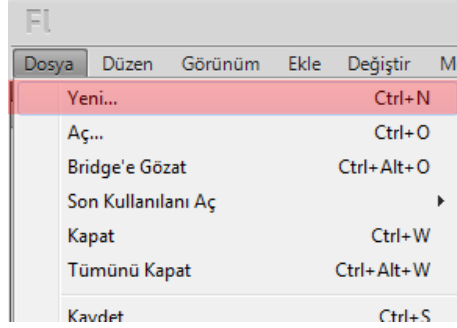 Fl
Dosya Düzen Görünüm Ekle Değiştir M
Yeni... Ctrl+N
Aç... Ctrl+O
Bridge'e Gözat Ctrl+Alt+O
Son Kullanılanı Aç
Kapat Ctrl+W
Tümünü Kapat Ctrl+Alt+W
Kaydet Ctrl+S